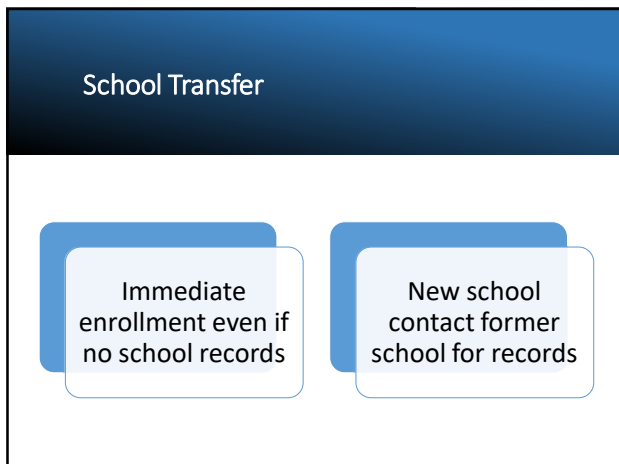 School Transfer
Immediate
enrollment even if
no school records
New school
contact former
school for records